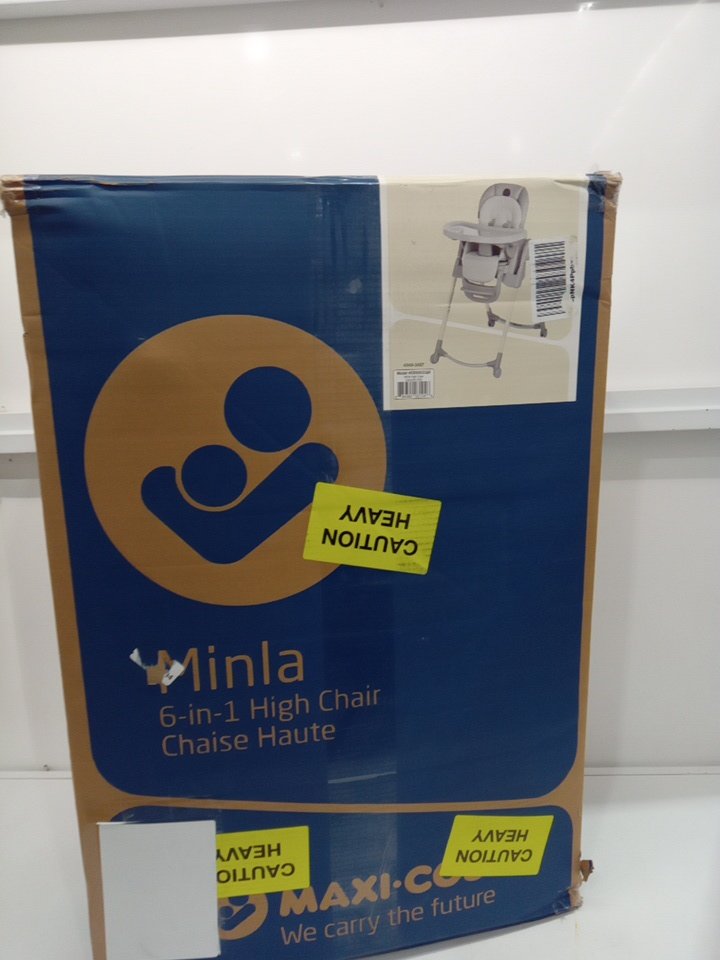 CAUTION
HEAVY
Minla
6-in-1 High Chair
Chaise Haute
CAUTION
HEAVY
CAUTION
HEAVY
MAXI·CO
We carry the future